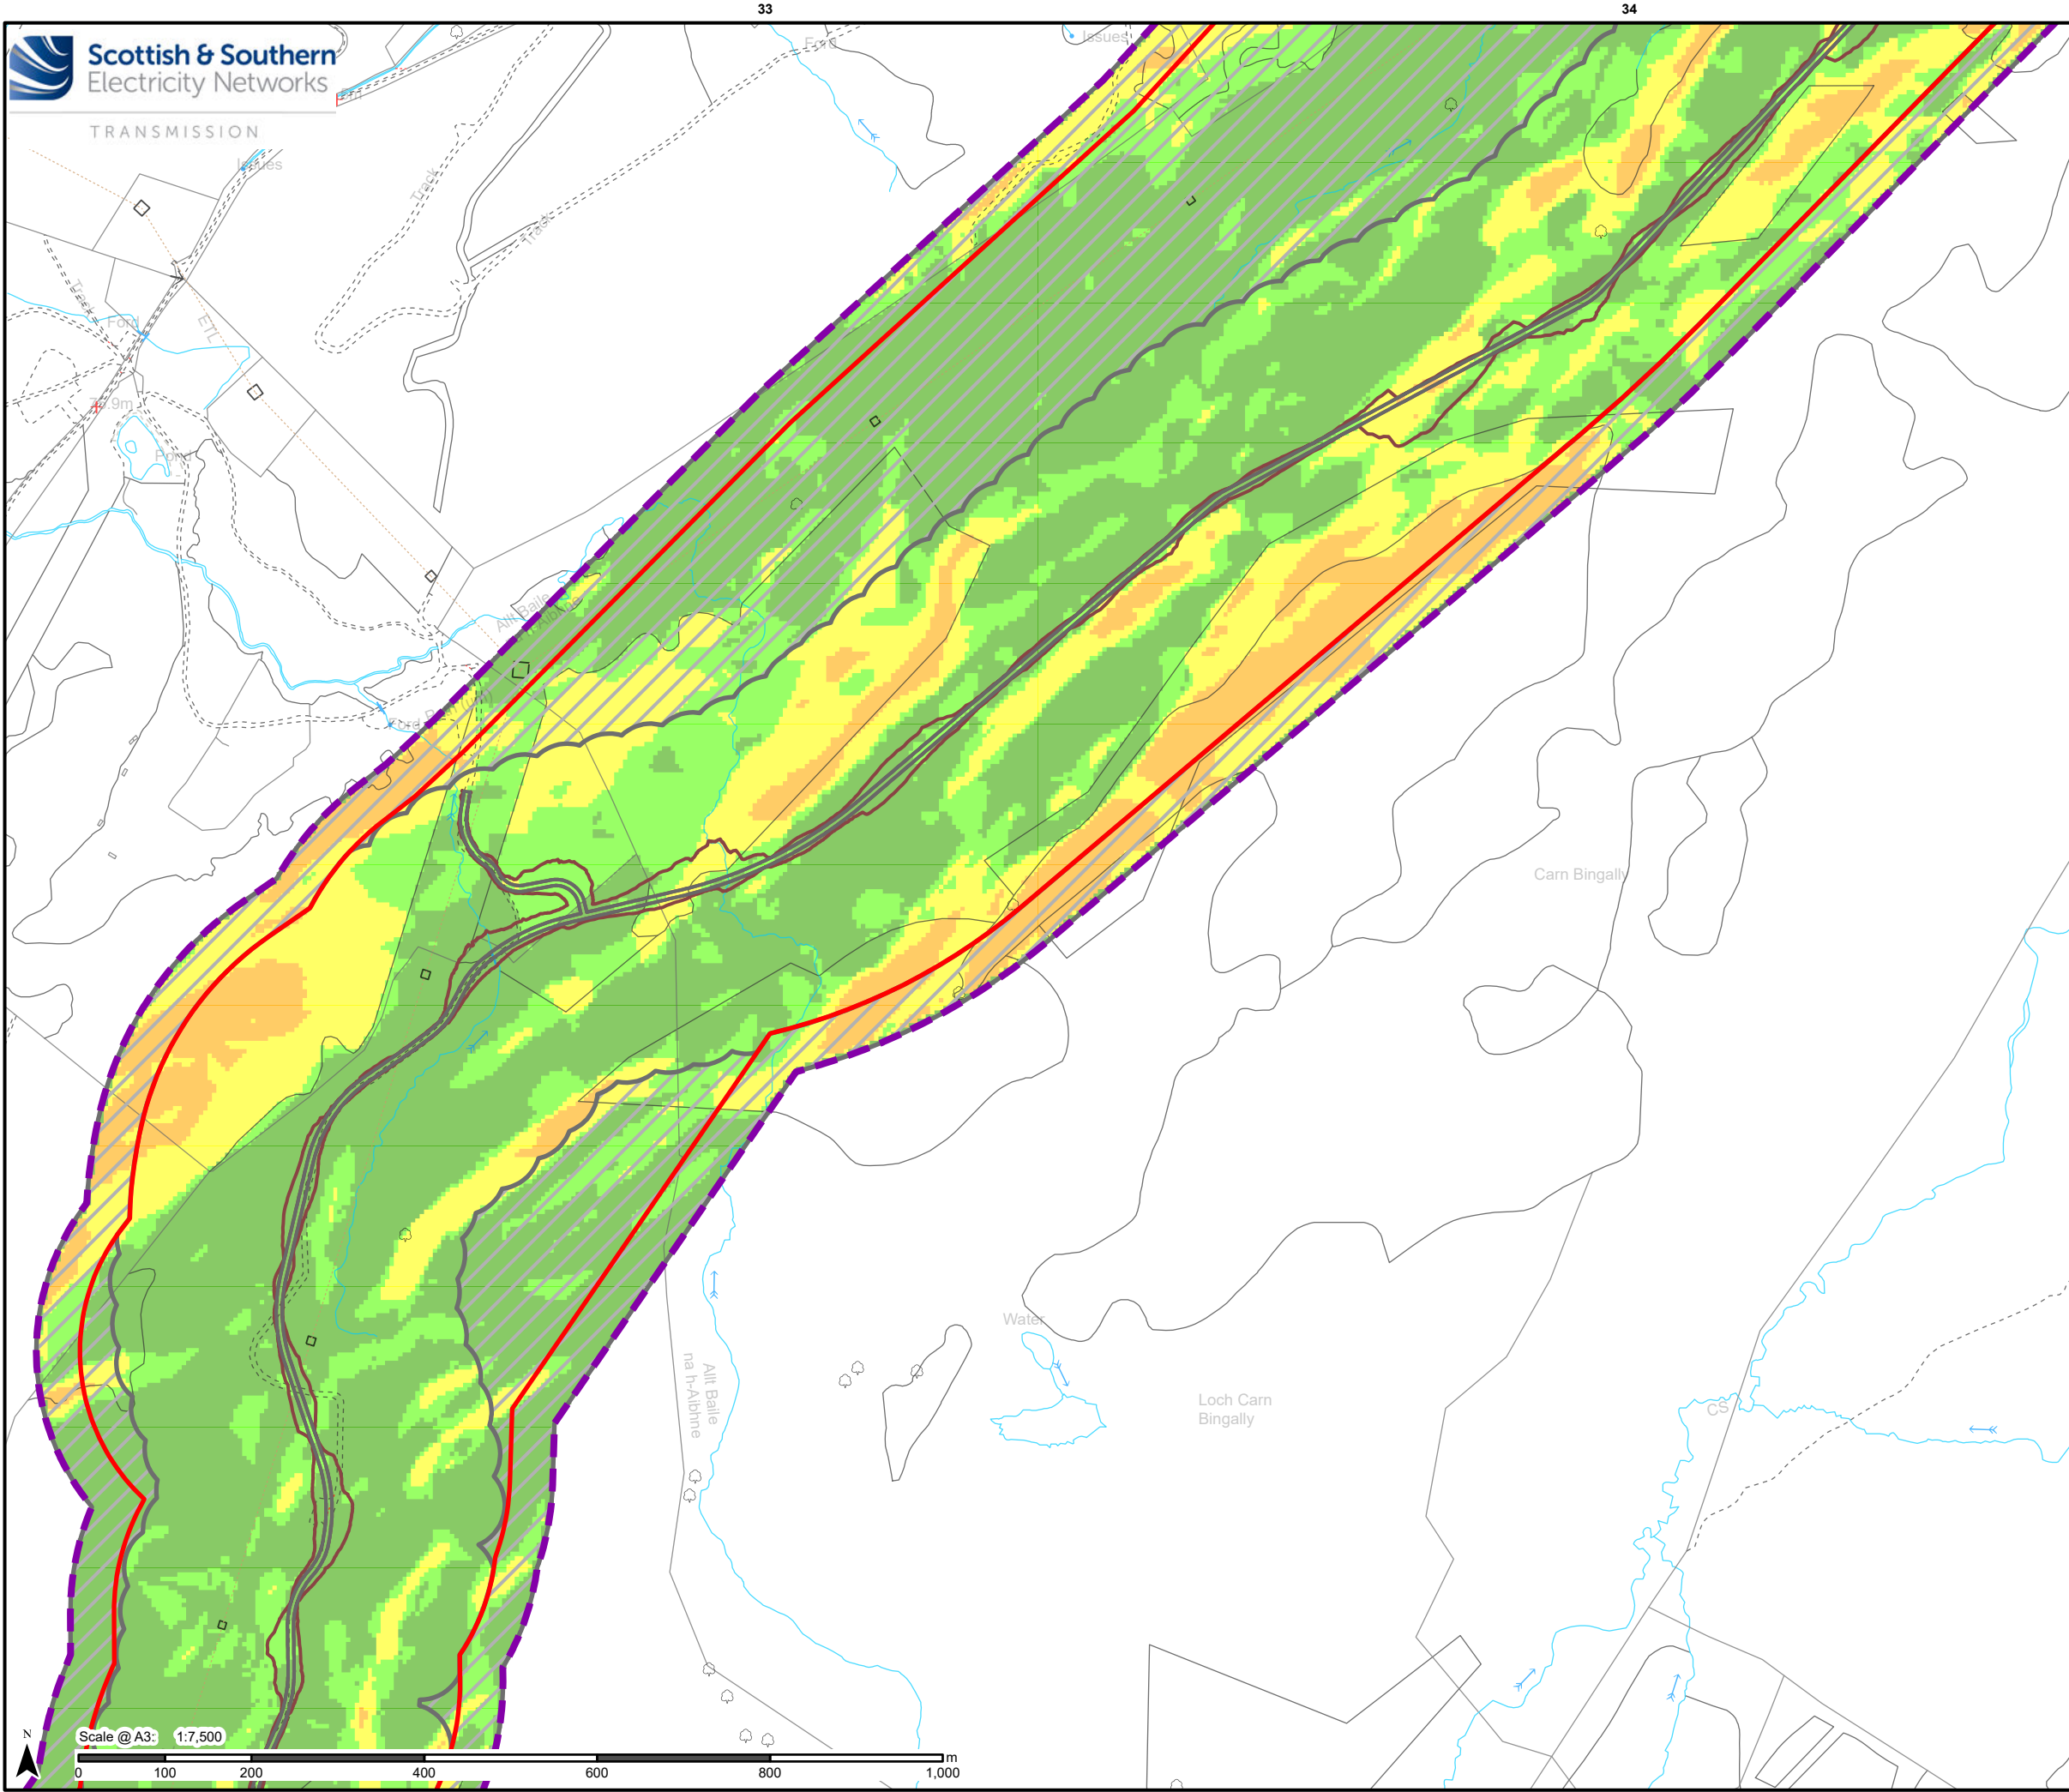 33
34
Scottish & Southern
Electricity Networks
TRANSMISSION
Ford
Issues
Issues
Track
Track
Track
Ford
ETL
Pond
Allt Baile
Ford
Carn Bingally
Water
Allt Baile
na h-Aibhne
Loch Carn
Bingally
CS
N
Scale @ A3: 1:7,500
0
100
200
400
600
800
1,000
m